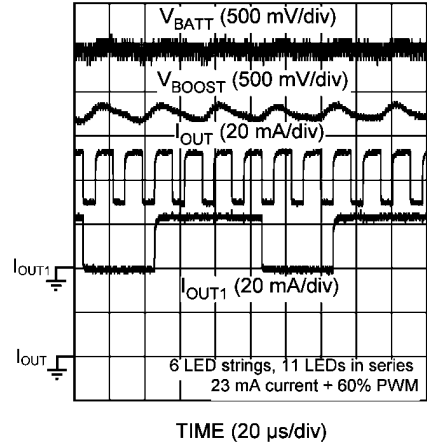 VBATT (500 mV/div)
VBOOST (500 mV/div)
IOUT (20 mA/div)
IOUT1
IOUT1 (20 mA/div)
IOUT
6 LED strings, 11 LEDs in series
23 mA current + 60% PWM
TIME (20 µs/div)